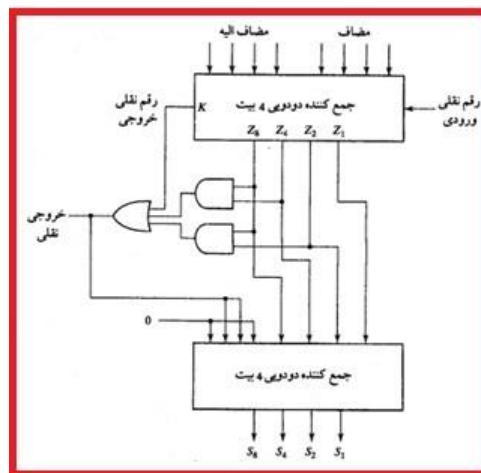 مضاف الیه
مضاف
رقم نقلی
خروجی
K
جمع کننده دودویی 4 بیت
Z8 Z4 Z2 Z1
رقم نقلی
ورودی
خروجی
نقلی
0
جمع کننده دودویی 4 بیت
S8 S4 S2 S1